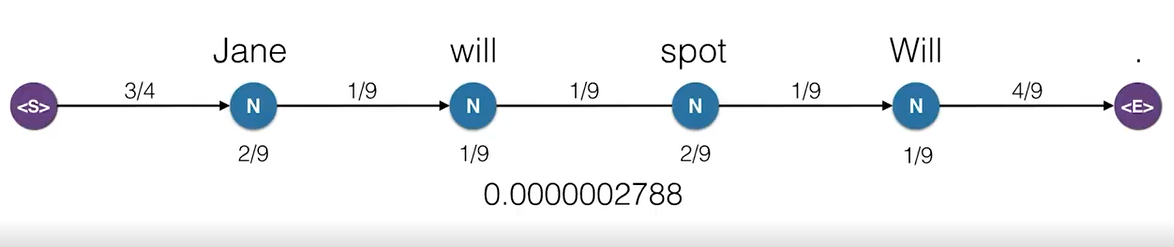 Jane will spot Will .
3/4 1/9 1/9 1/9 4/9
<S> N N N N <E>
2/9 1/9 2/9 1/9
0.0000002788